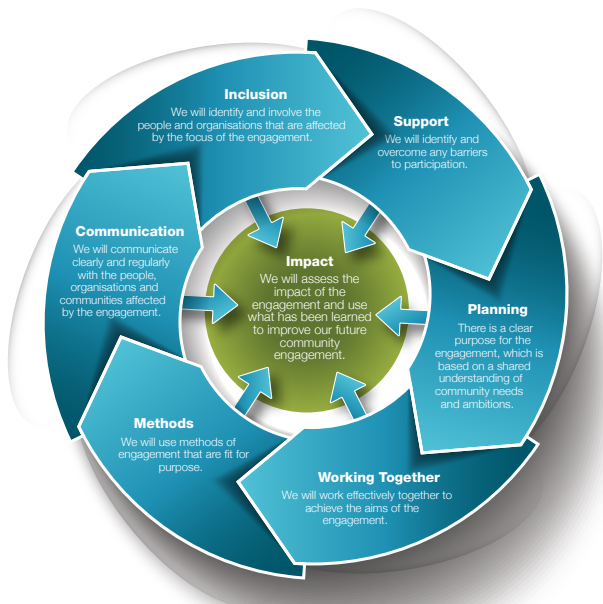 Inclusion
We will identify and involve the
people and organisations that are affected
by the focus of the engagement.
Support
We will identify and
overcome any barriers
to participation.
Planning
There is a clear
purpose for the
engagement, which is
based on a shared
understanding of
community needs
and ambitions.
Working Together
We will work effectively together to
achieve the aims of the
engagement.
Methods
We will use methods of
engagement that are fit for
purpose.
Communication
We will communicate
clearly and regularly
with the people,
organisations and
communities affected
by the engagement.
Impact
We will assess the
impact of the
engagement and use
what has been learned
to improve our future
community
engagement.